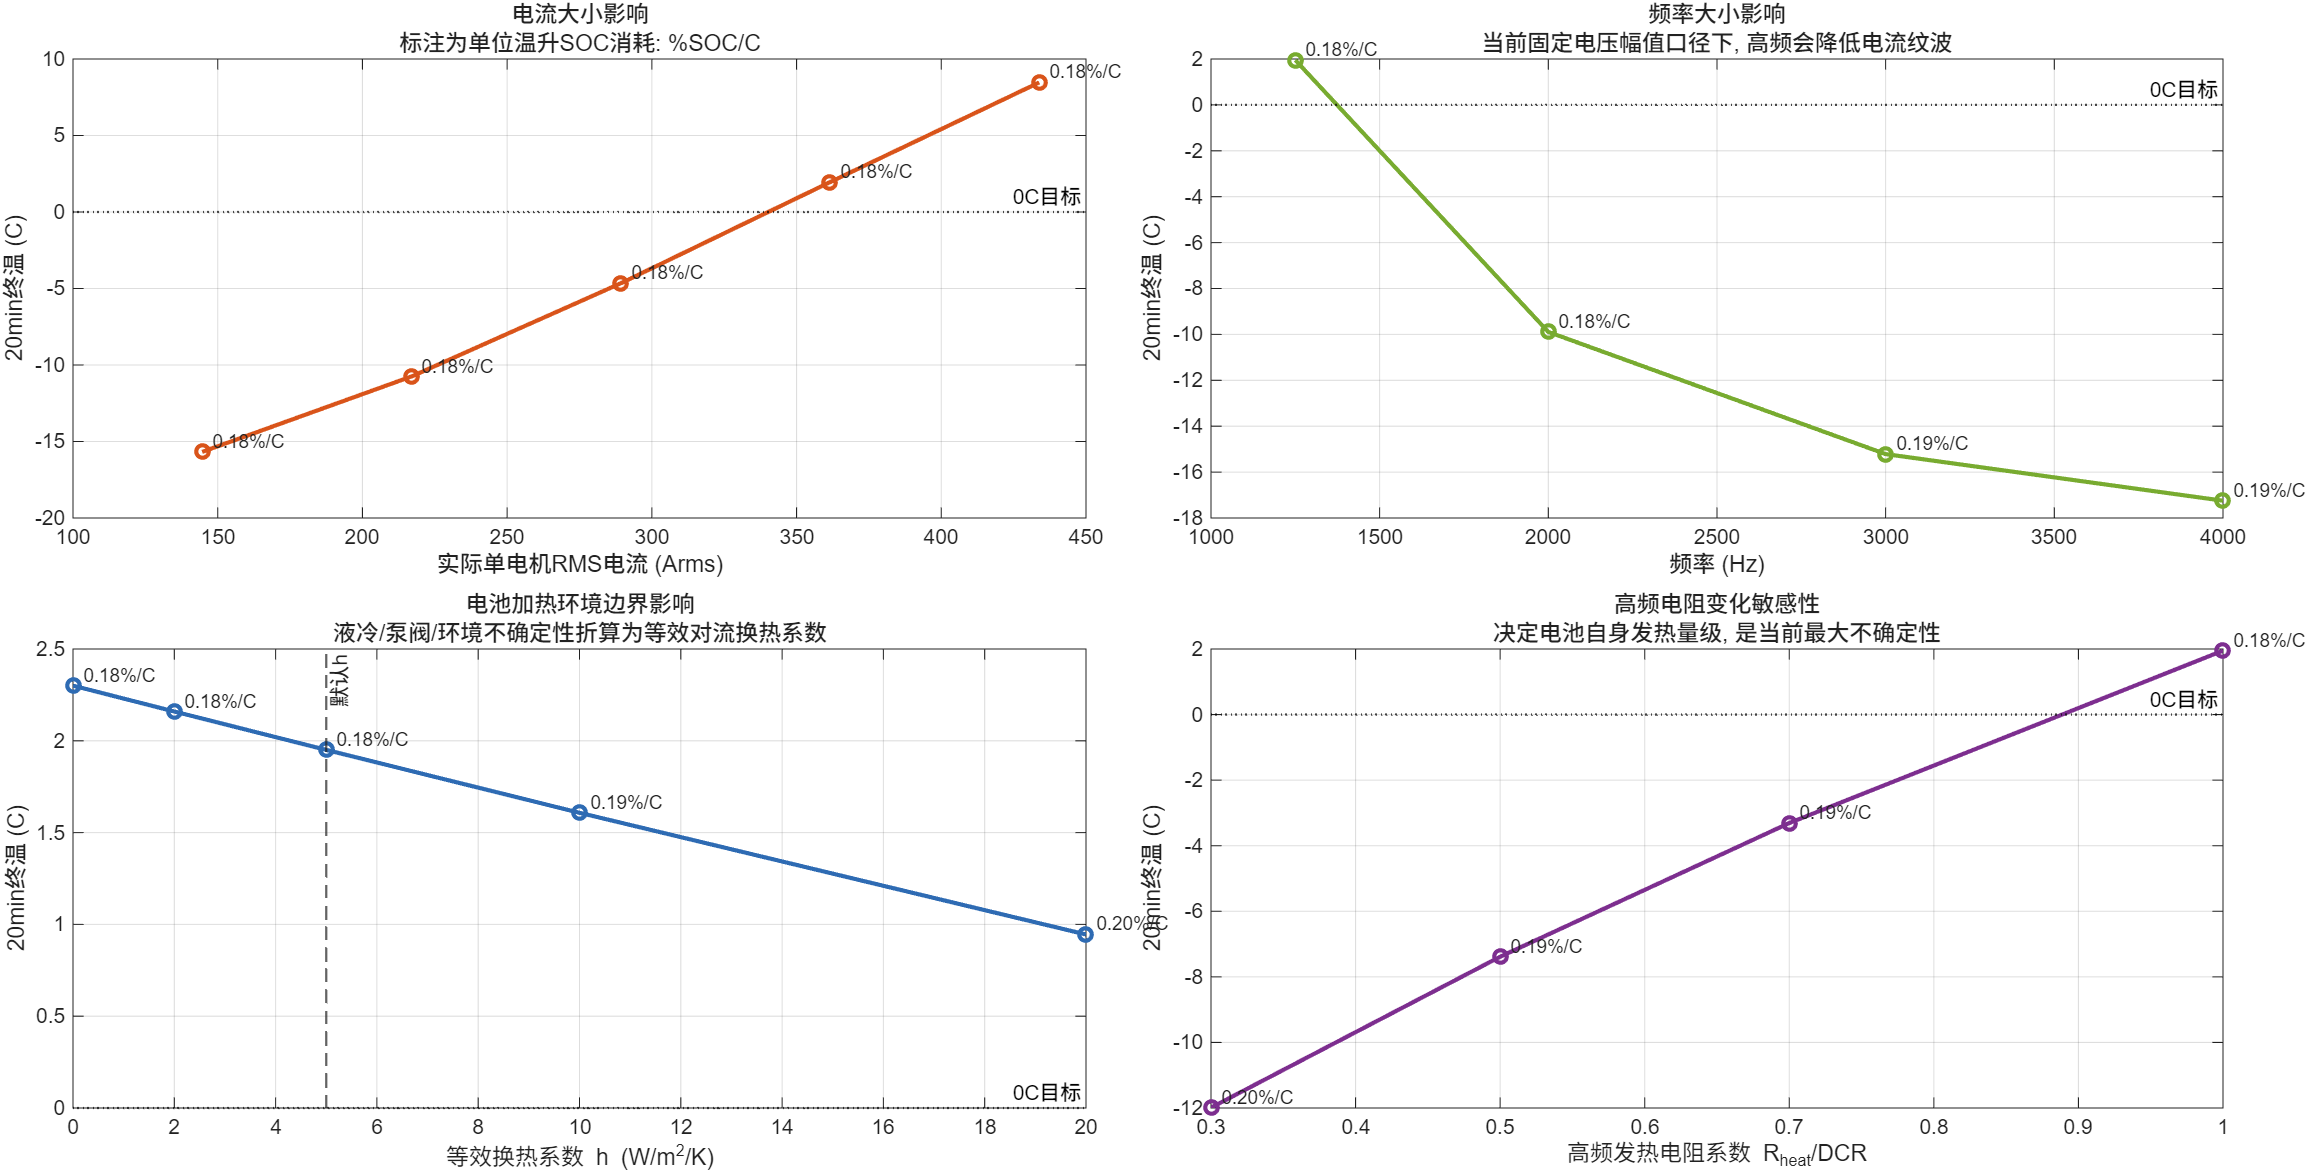 电流大小影响
标注为单位温升SOC消耗: %SOC/C
10
5
0
-5
-10
-15
-20
100
150
200
250
300
350
400
450
20min终温 (C)
实际单电机RMS电流 (Arms)
0.18%/C
0.18%/C
0.18%/C
0.18%/C
0.18%/C
0C目标
频率大小影响
当前固定电压幅值口径下, 高频会降低电流纹波
2
0
-2
-4
-6
-8
-10
-12
-14
-16
-18
1000
1500
2000
2500
3000
3500
4000
20min终温 (C)
频率 (Hz)
0.18%/C
0.18%/C
0.19%/C
0.19%/C
0C目标
电池加热环境边界影响
液冷/泵阀/环境不确定性折算为等效对流换热系数
2.5
2
1.5
1
0.5
0
0
2
4
6
8
10
12
14
16
18
20
20min终温 (C)
等效换热系数 h (W/m²/K)
0.18%/C
0.18%/C
0.18%/C
0.19%/C
0.20%/C
默认h
0C目标
高频电阻变化敏感性
决定电池自身发热量级, 是当前最大不确定性
2
0
-2
-4
-6
-8
-10
-12
0.3
0.4
0.5
0.6
0.7
0.8
0.9
1
20min终温 (C)
高频发热电阻系数 Rheat/DCR
0.20%/C
0.19%/C
0.19%/C
0.18%/C
0C目标